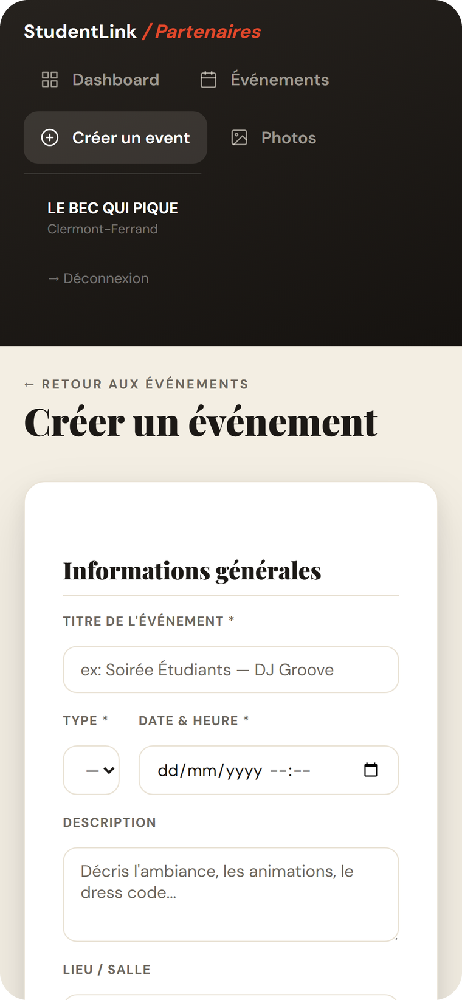 StudentLink / Partenaires
Dashboard
Événements
Créer un event
Photos
LE BEC QUI PIQUE
Clermont-Ferrand
→ Déconnexion
← RETOUR AUX ÉVÉNEMENTS
Créer un événement
Informations générales
TITRE DE L'ÉVÉNEMENT *
ex: Soirée Étudiants — DJ Groove
TYPE *
DATE & HEURE *
—
dd/mm/yyyy --:--
DESCRIPTION
Décris l'ambiance, les animations, le
dress code...
LIEU / SALLE